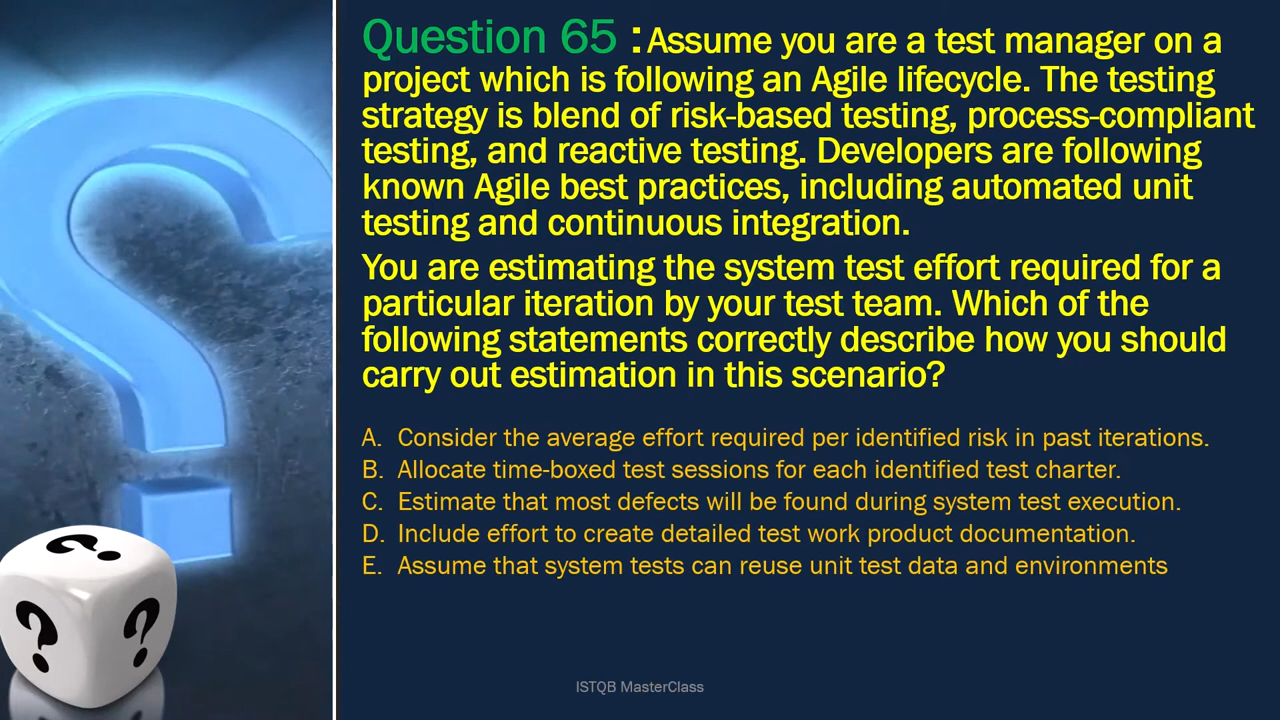 Question 65 : Assume you are a test manager on a
project which is following an Agile lifecycle. The testing
strategy is blend of risk-based testing, process-compliant
testing, and reactive testing. Developers are following
known Agile best practices, including automated unit
testing and continuous integration.
You are estimating the system test effort required for a
particular iteration by your test team. Which of the
following statements correctly describe how you should
carry out estimation in this scenario?
A. Consider the average effort required per identified risk in past iterations.
B. Allocate time-boxed test sessions for each identified test charter.
C. Estimate that most defects will be found during system test execution.
D. Include effort to create detailed test work product documentation.
E. Assume that system tests can reuse unit test data and environments
ISTQB MasterClass